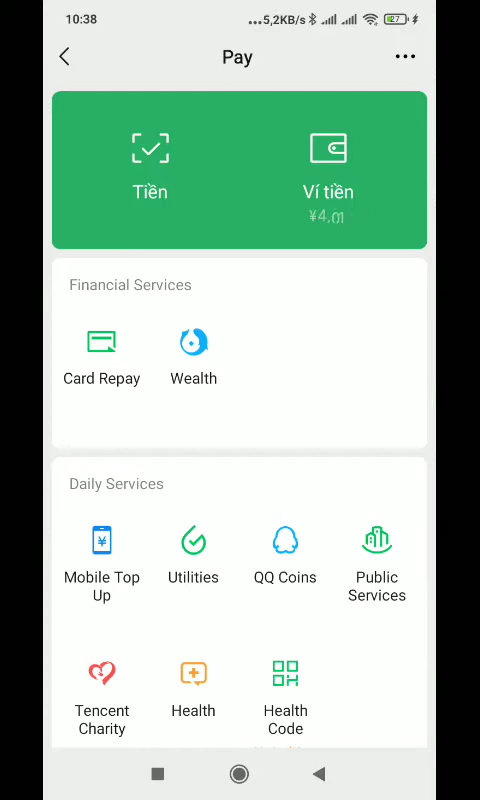 10:38
...5,2KB/s
27
Pay
Tiền
Ví tiền
Financial Services
Card Repay
Wealth
Daily Services
Mobile Top Up
Utilities
QQ Coins
Public Services
Tencent Charity
Health
Health Code